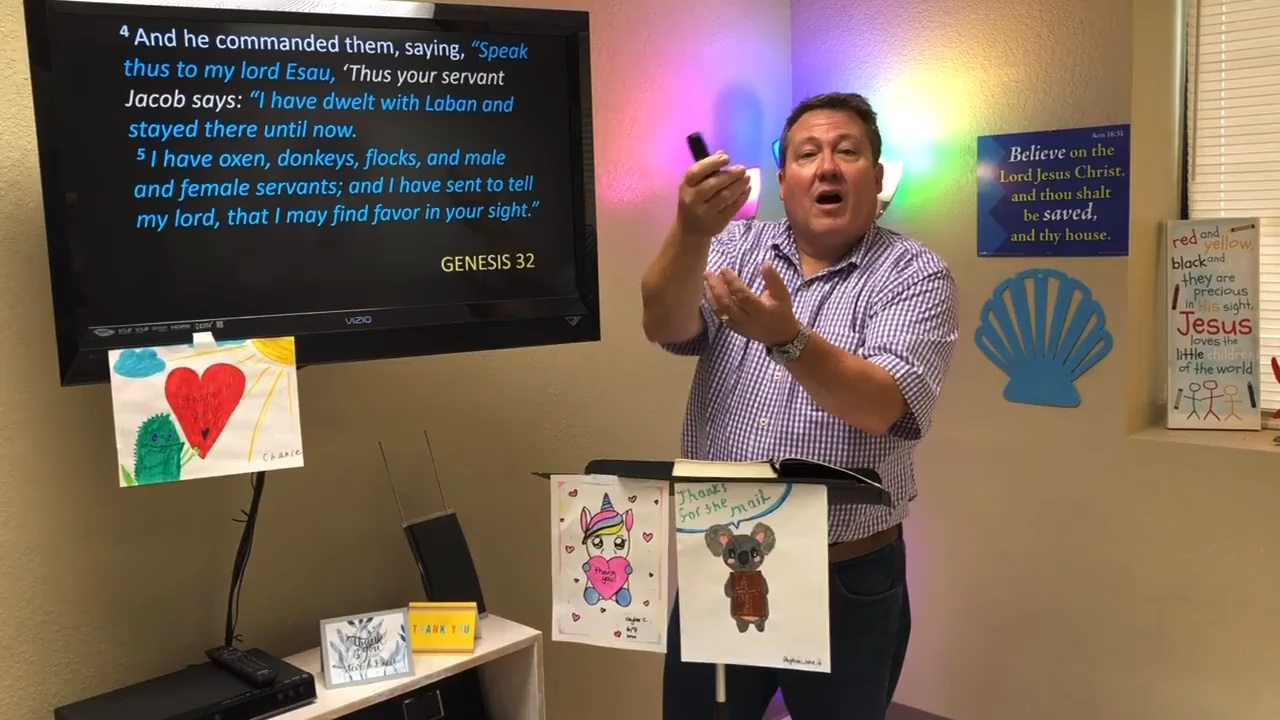 4 And he commanded them, saying, “Speak
thus to my lord Esau, ‘Thus your servant
Jacob says: “I have dwelt with Laban and
stayed there until now.
5 I have oxen, donkeys, flocks, and male
and female servants; and I have sent to tell
my lord, that I may find favor in your sight.”
GENESIS 32
VIZIO
thank
you
Chance
Thanks
for the mail
thank
you!
Thank
you
THANK YOU
Acts 16:31
Believe on the
Lord Jesus Christ,
and thou shalt
be saved,
and thy house.
red and
yellow,
black and
they are
precious
in His sight,
Jesus
loves the
little children
of the world